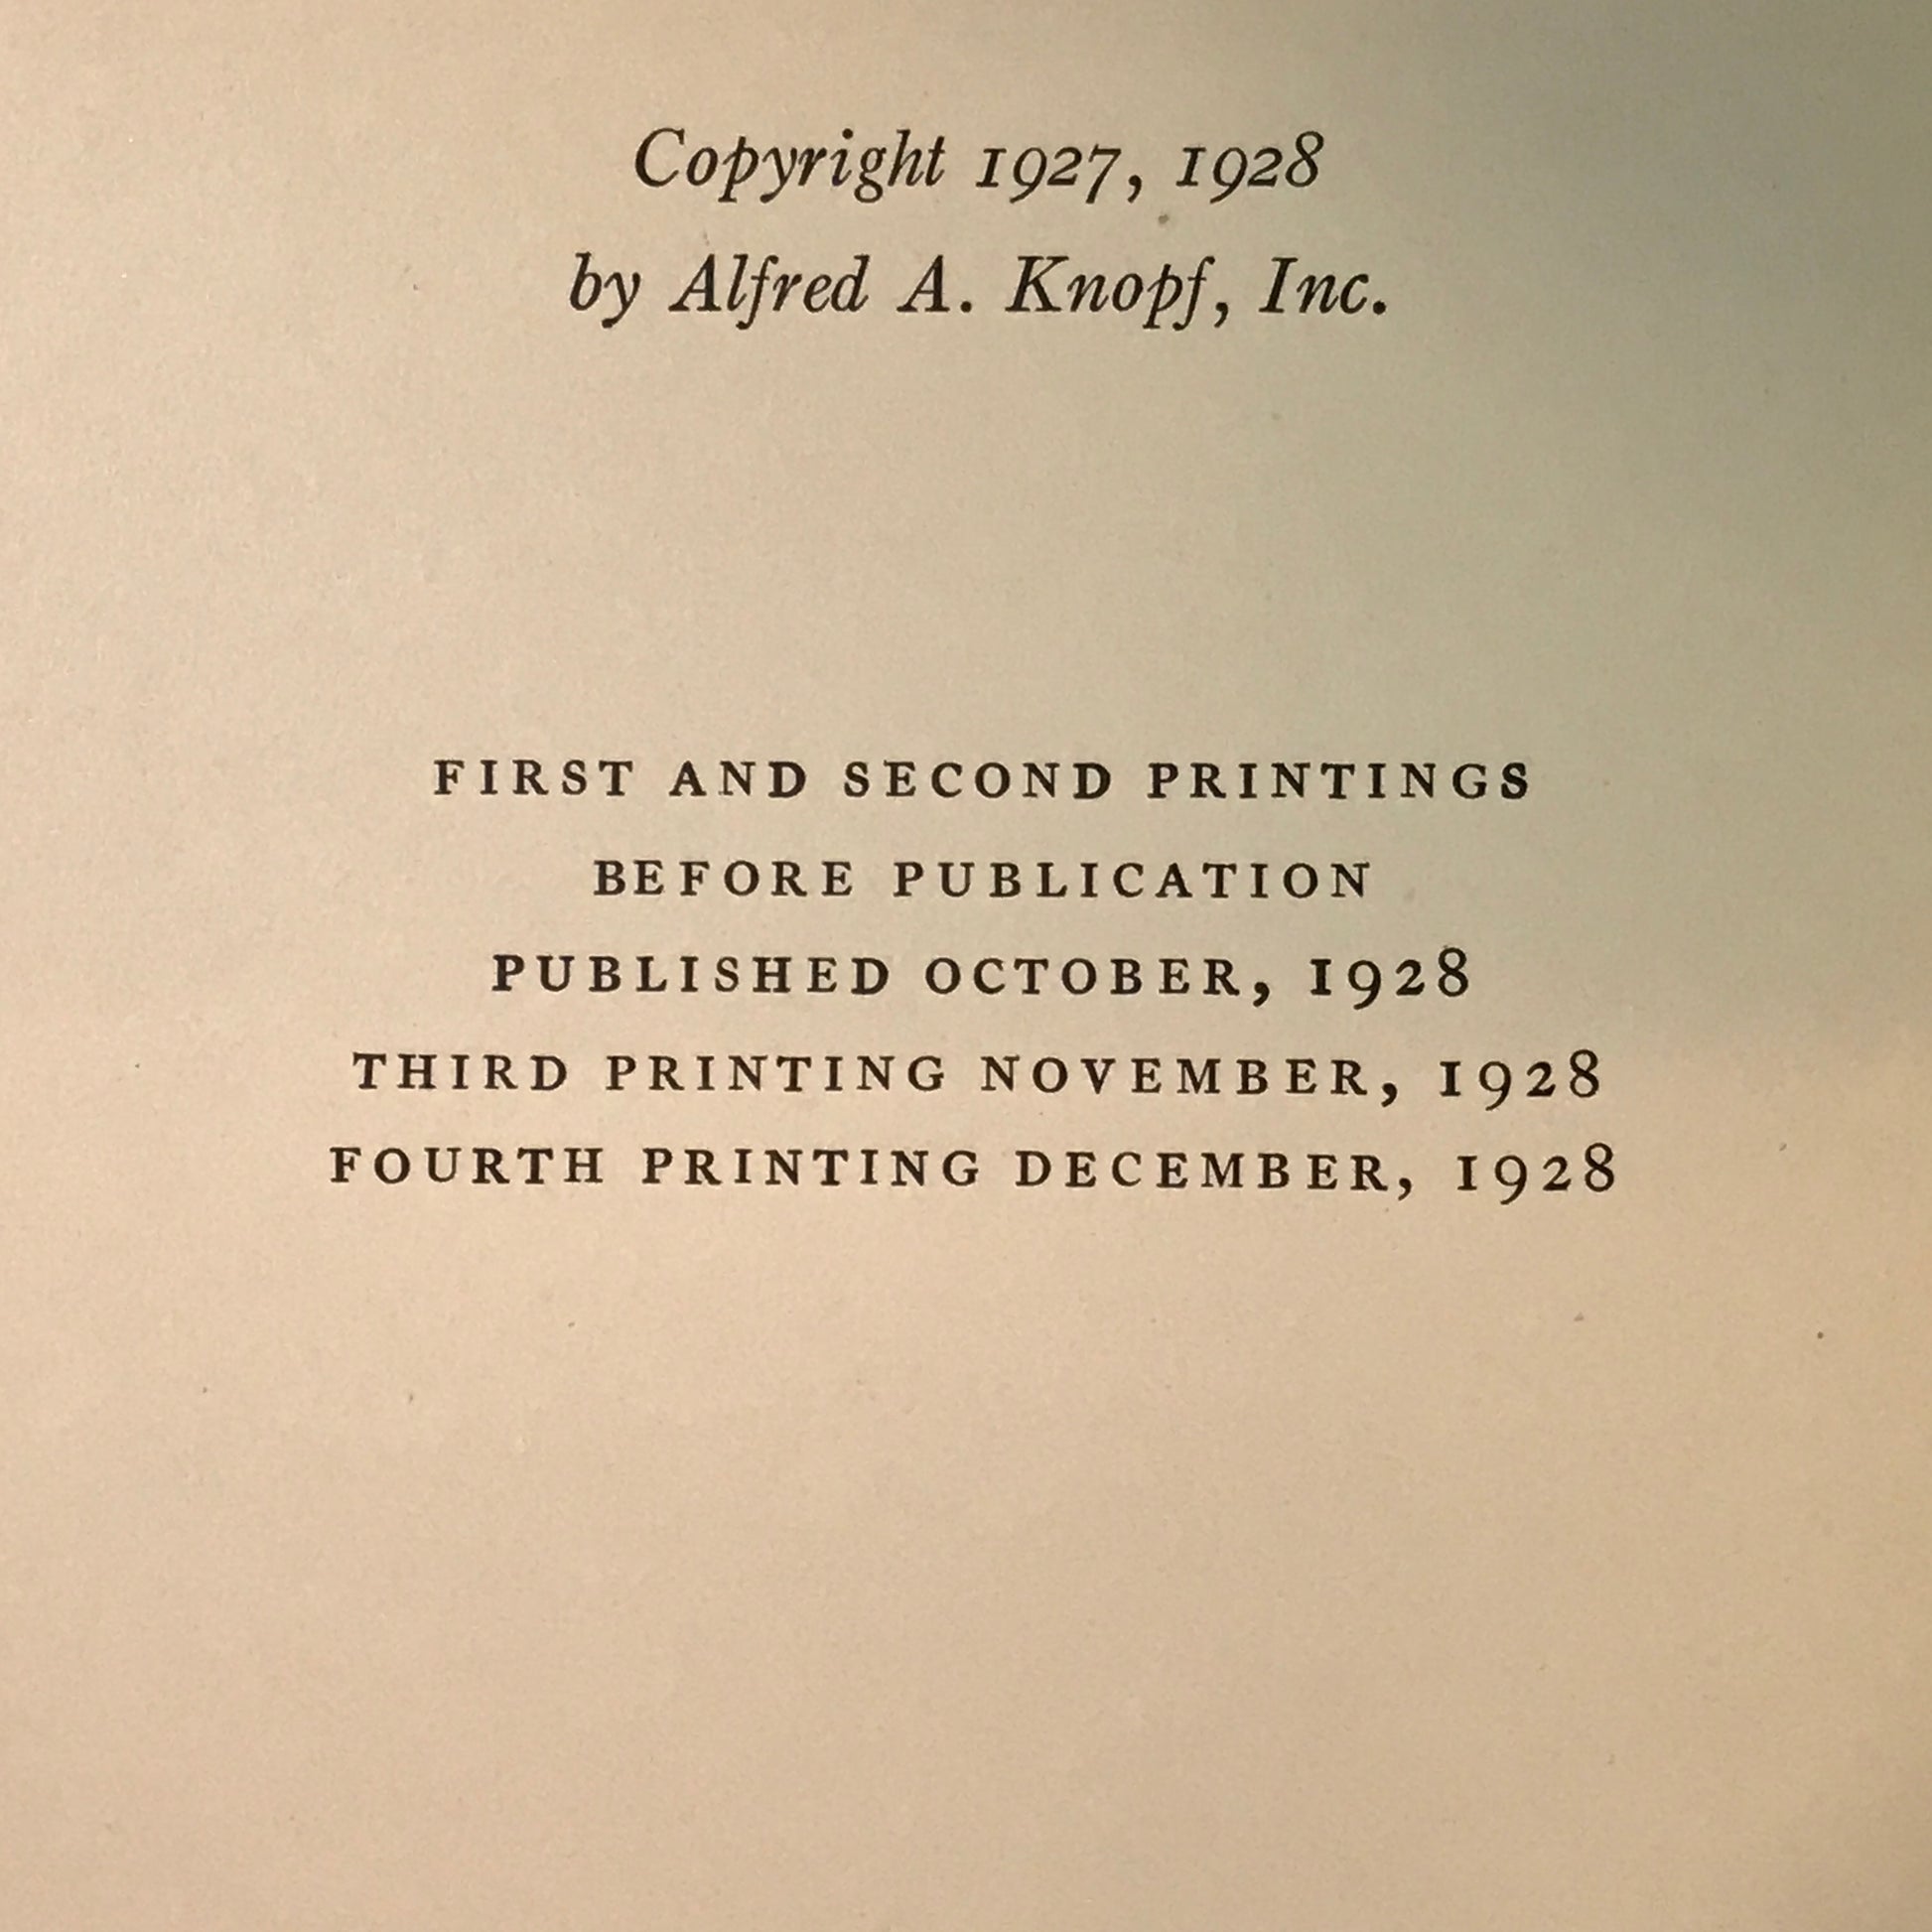 Copyright 1927, 1928
by Alfred A. Knopf, Inc.
FIRST AND SECOND PRINTINGS
BEFORE PUBLICATION
PUBLISHED OCTOBER, 1928
THIRD PRINTING NOVEMBER, 1928
FOURTH PRINTING DECEMBER, 1928